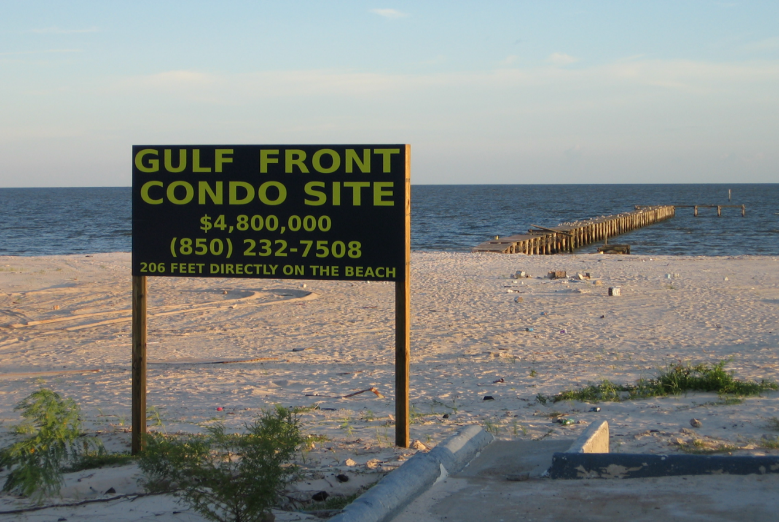 GULF FRONT
CONDO SITE
$4,800,000
(850) 232-7508
206 FEET DIRECTLY ON THE BEACH